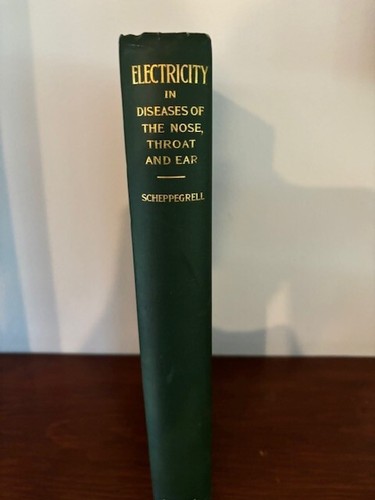 ELECTRICITY
IN
DISEASES OF
THE NOSE,
THROAT
AND EAR
SCHEPPEGRELL